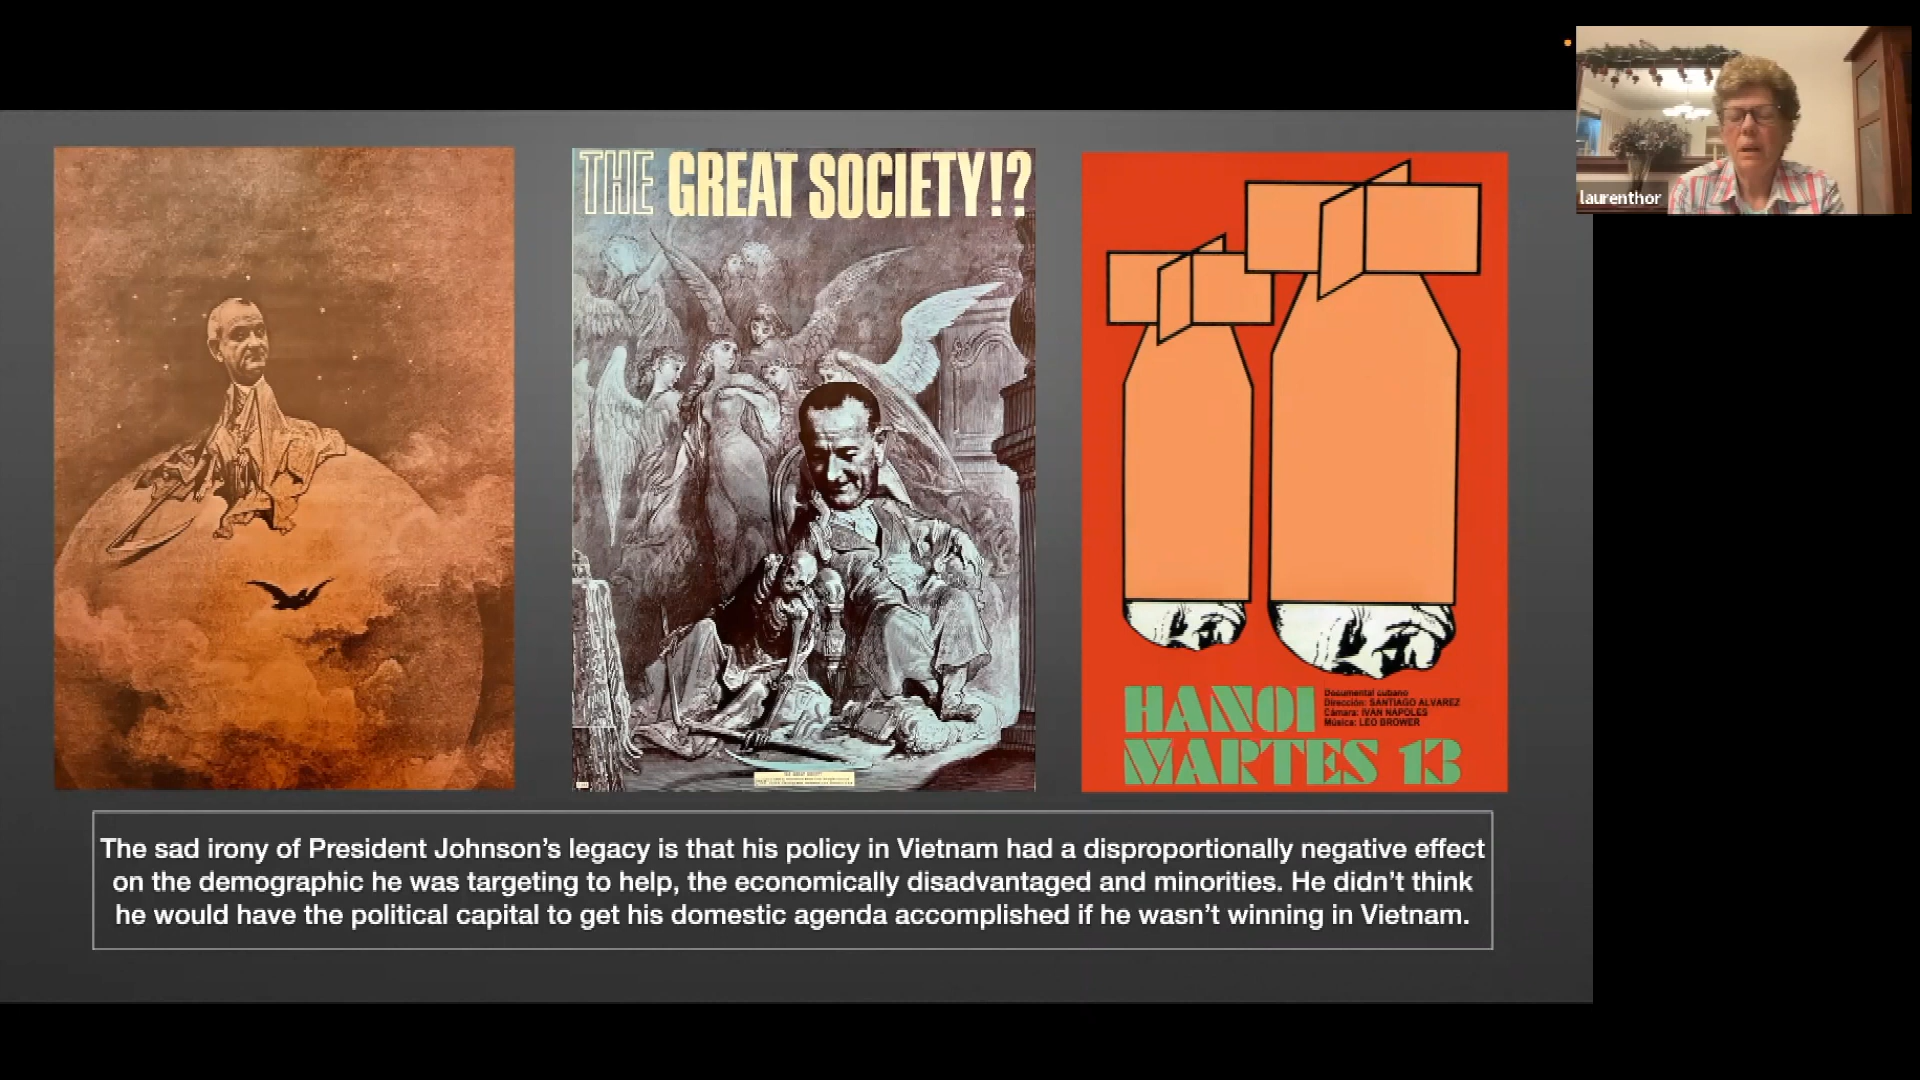 laurenthor
THE GREAT SOCIETY!?
HANOI
MARTES 13
Documental cubano
Dirección: SANTIAGO ALVAREZ
Cámara: IVAN NAPOLES
Música: LEO BROWER
The sad irony of President Johnson’s legacy is that his policy in Vietnam had a disproportionally negative effect
on the demographic he was targeting to help, the economically disadvantaged and minorities. He didn’t think
he would have the political capital to get his domestic agenda accomplished if he wasn’t winning in Vietnam.